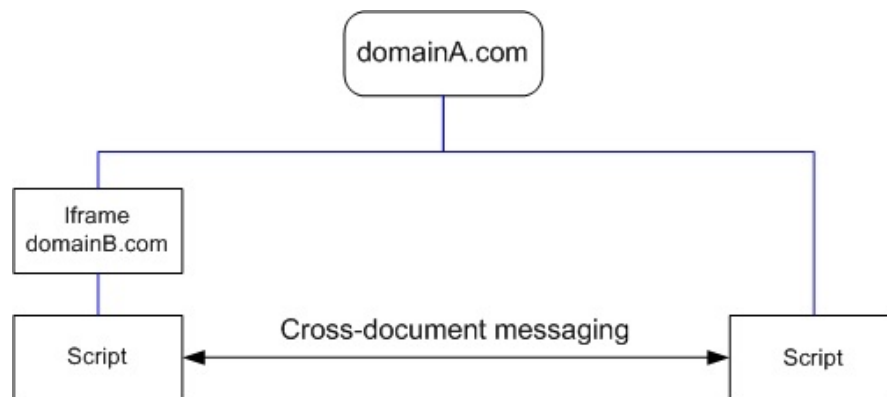 domainA.com
Iframe
domainB.com
Cross-document messaging
Script
Script